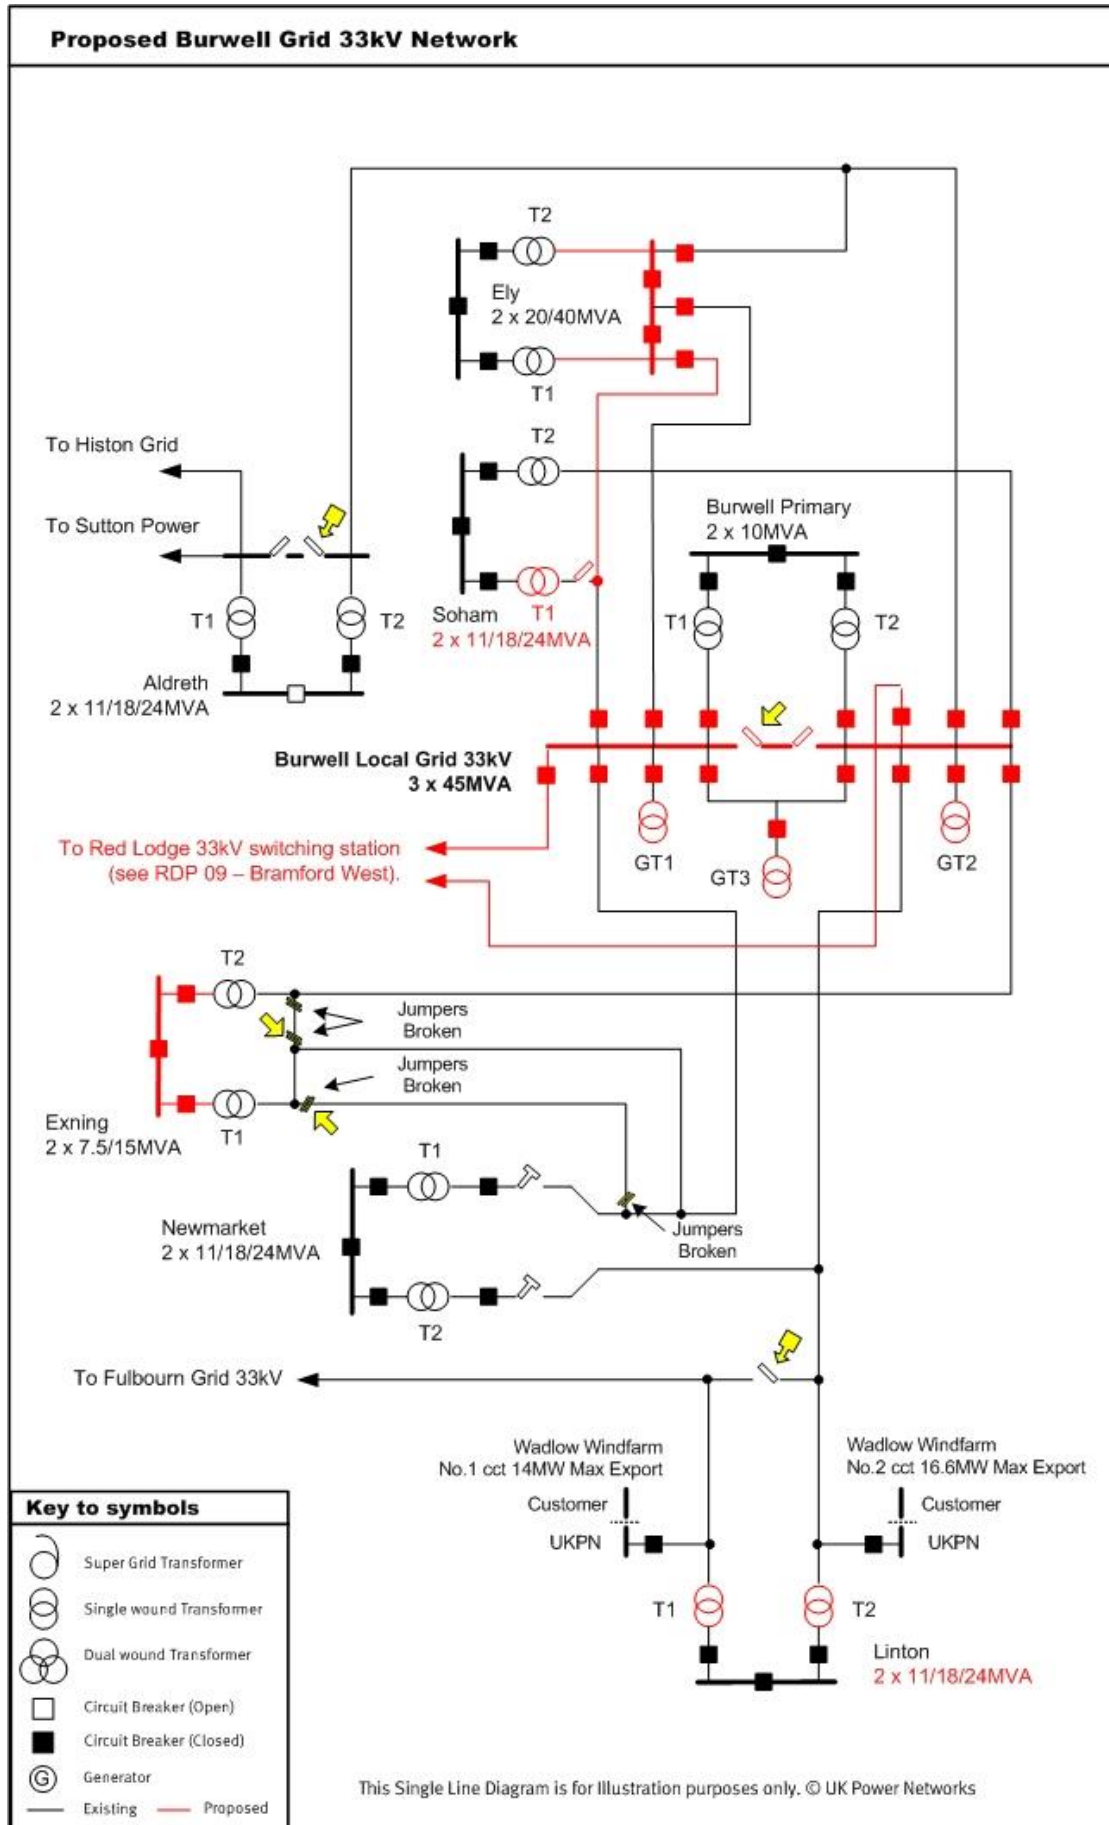 Proposed Burwell Grid 33kV Network
T2
Ely
2 x 20/40MVA
T1
To Histon Grid
T2
To Sutton Power
Burwell Primary
2 x 10MVA
T1
T2
Soham
T1
2 x 11/18/24MVA
T1
T2
Aldreth
2 x 11/18/24MVA
Burwell Local Grid 33kV
3 x 45MVA
To Red Lodge 33kV switching station
(see RDP 09 – Bramford West).
GT1
GT3
GT2
T2
Jumpers
Broken
Jumpers
Broken
Exning
2 x 7.5/15MVA
T1
T1
Newmarket
2 x 11/18/24MVA
Jumpers
Broken
T2
To Fulbourn Grid 33kV
Wadlow Windfarm
No.1 cct 14MW Max Export
Wadlow Windfarm
No.2 cct 16.6MW Max Export
Customer
UKPN
Customer
UKPN
T1
T2
Linton
2 x 11/18/24MVA
Key to symbols
Super Grid Transformer
Single wound Transformer
Dual wound Transformer
Circuit Breaker (Open)
Circuit Breaker (Closed)
G Generator
Existing Proposed
This Single Line Diagram is for Illustration purposes only. © UK Power Networks